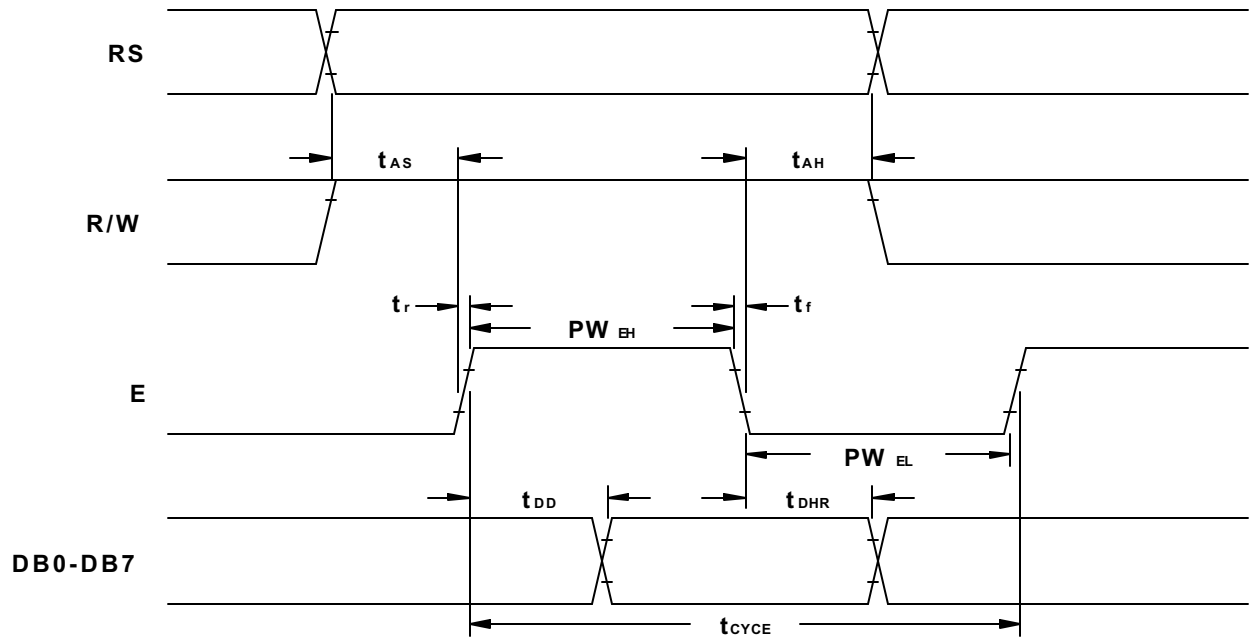 RS
tAS
tAH
R/W
tr
tf
PW EH
E
PW EL
tDD
tDHR
DB0-DB7
tCYCE